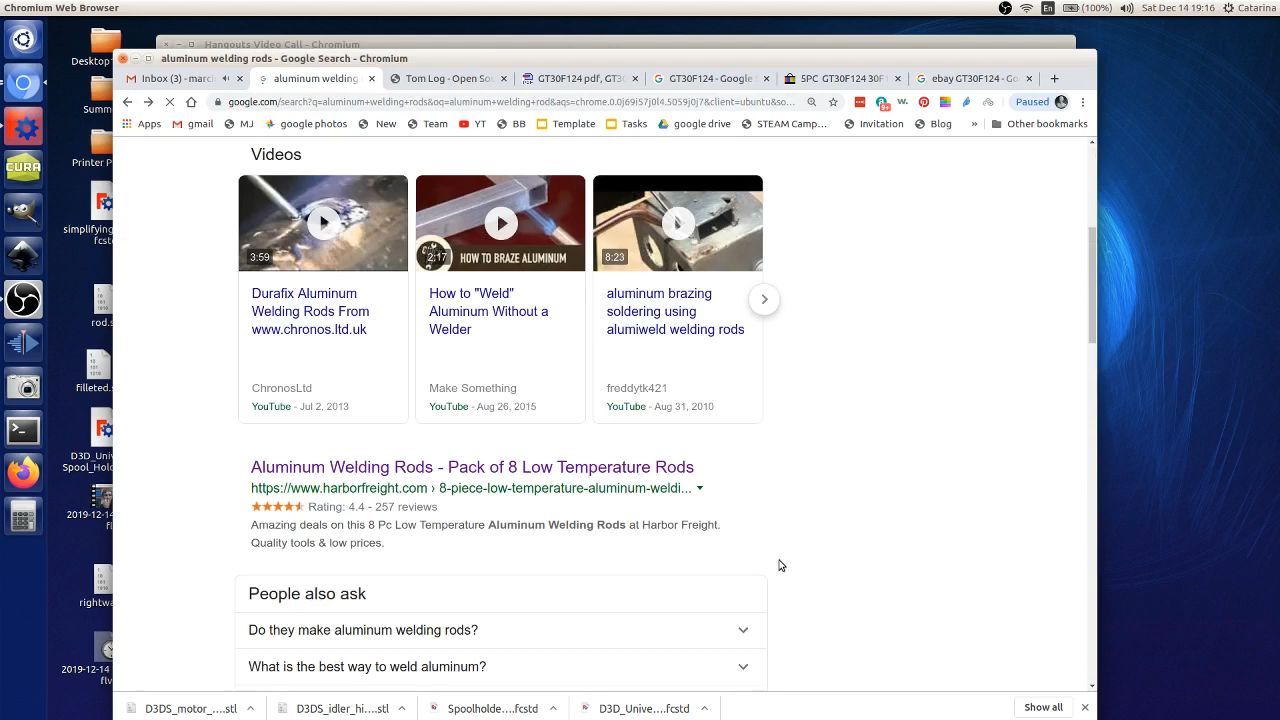 Chromium Web Browser
En
(100%)
Sat Dec 14 19:16
Catarina
Hangouts Video Call - Chromium
aluminum welding rods - Google Search - Chromium
Inbox (3) - marc
aluminum welding
Tom Log - Open So
GT30F124 pdf, GT
GT30F124 - Google
5PC GT30F124 30F1
ebay GT30F124 - Go
google.com/search?q=aluminum+welding+rods&oq=aluminum+welding+rod&aqs=chrome.0.0j69i57j0l4.5059j0j7&client=ubuntu&so...
Paused
Apps
gmail
MJ
google photos
New
Team
YT
BB
Template
Tasks
google drive
STEAM Camp...
Invitation
Blog
»
Other bookmarks
Desktop
Summ
CURA
Printer P
simplifying
fcstd
rod.s
filleted.s
D3D_Uni
Spool_Hol
2019-12-14
flv
rightwa
2019-12-14
flv
Videos
3:59
2:17
HOW TO BRAZE ALUMINUM
8:23
Durafix Aluminum
Welding Rods From
www.chronos.ltd.uk
How to "Weld"
Aluminum Without a
Welder
aluminum brazing
soldering using
alumiweld welding rods
ChronosLtd
Make Something
freddytk421
YouTube - Jul 2, 2013
YouTube - Aug 26, 2015
YouTube - Aug 31, 2010
Aluminum Welding Rods - Pack of 8 Low Temperature Rods
https://www.harborfreight.com › 8-piece-low-temperature-aluminum-weldi...
Rating: 4.4 - 257 reviews
Amazing deals on this 8 Pc Low Temperature Aluminum Welding Rods at Harbor Freight.
Quality tools & low prices.
People also ask
Do they make aluminum welding rods?
What is the best way to weld aluminum?
D3DS_motor_....stl
D3DS_idler_hi....stl
Spoolholde....fcstd
D3D_Unive....fcstd
Show all